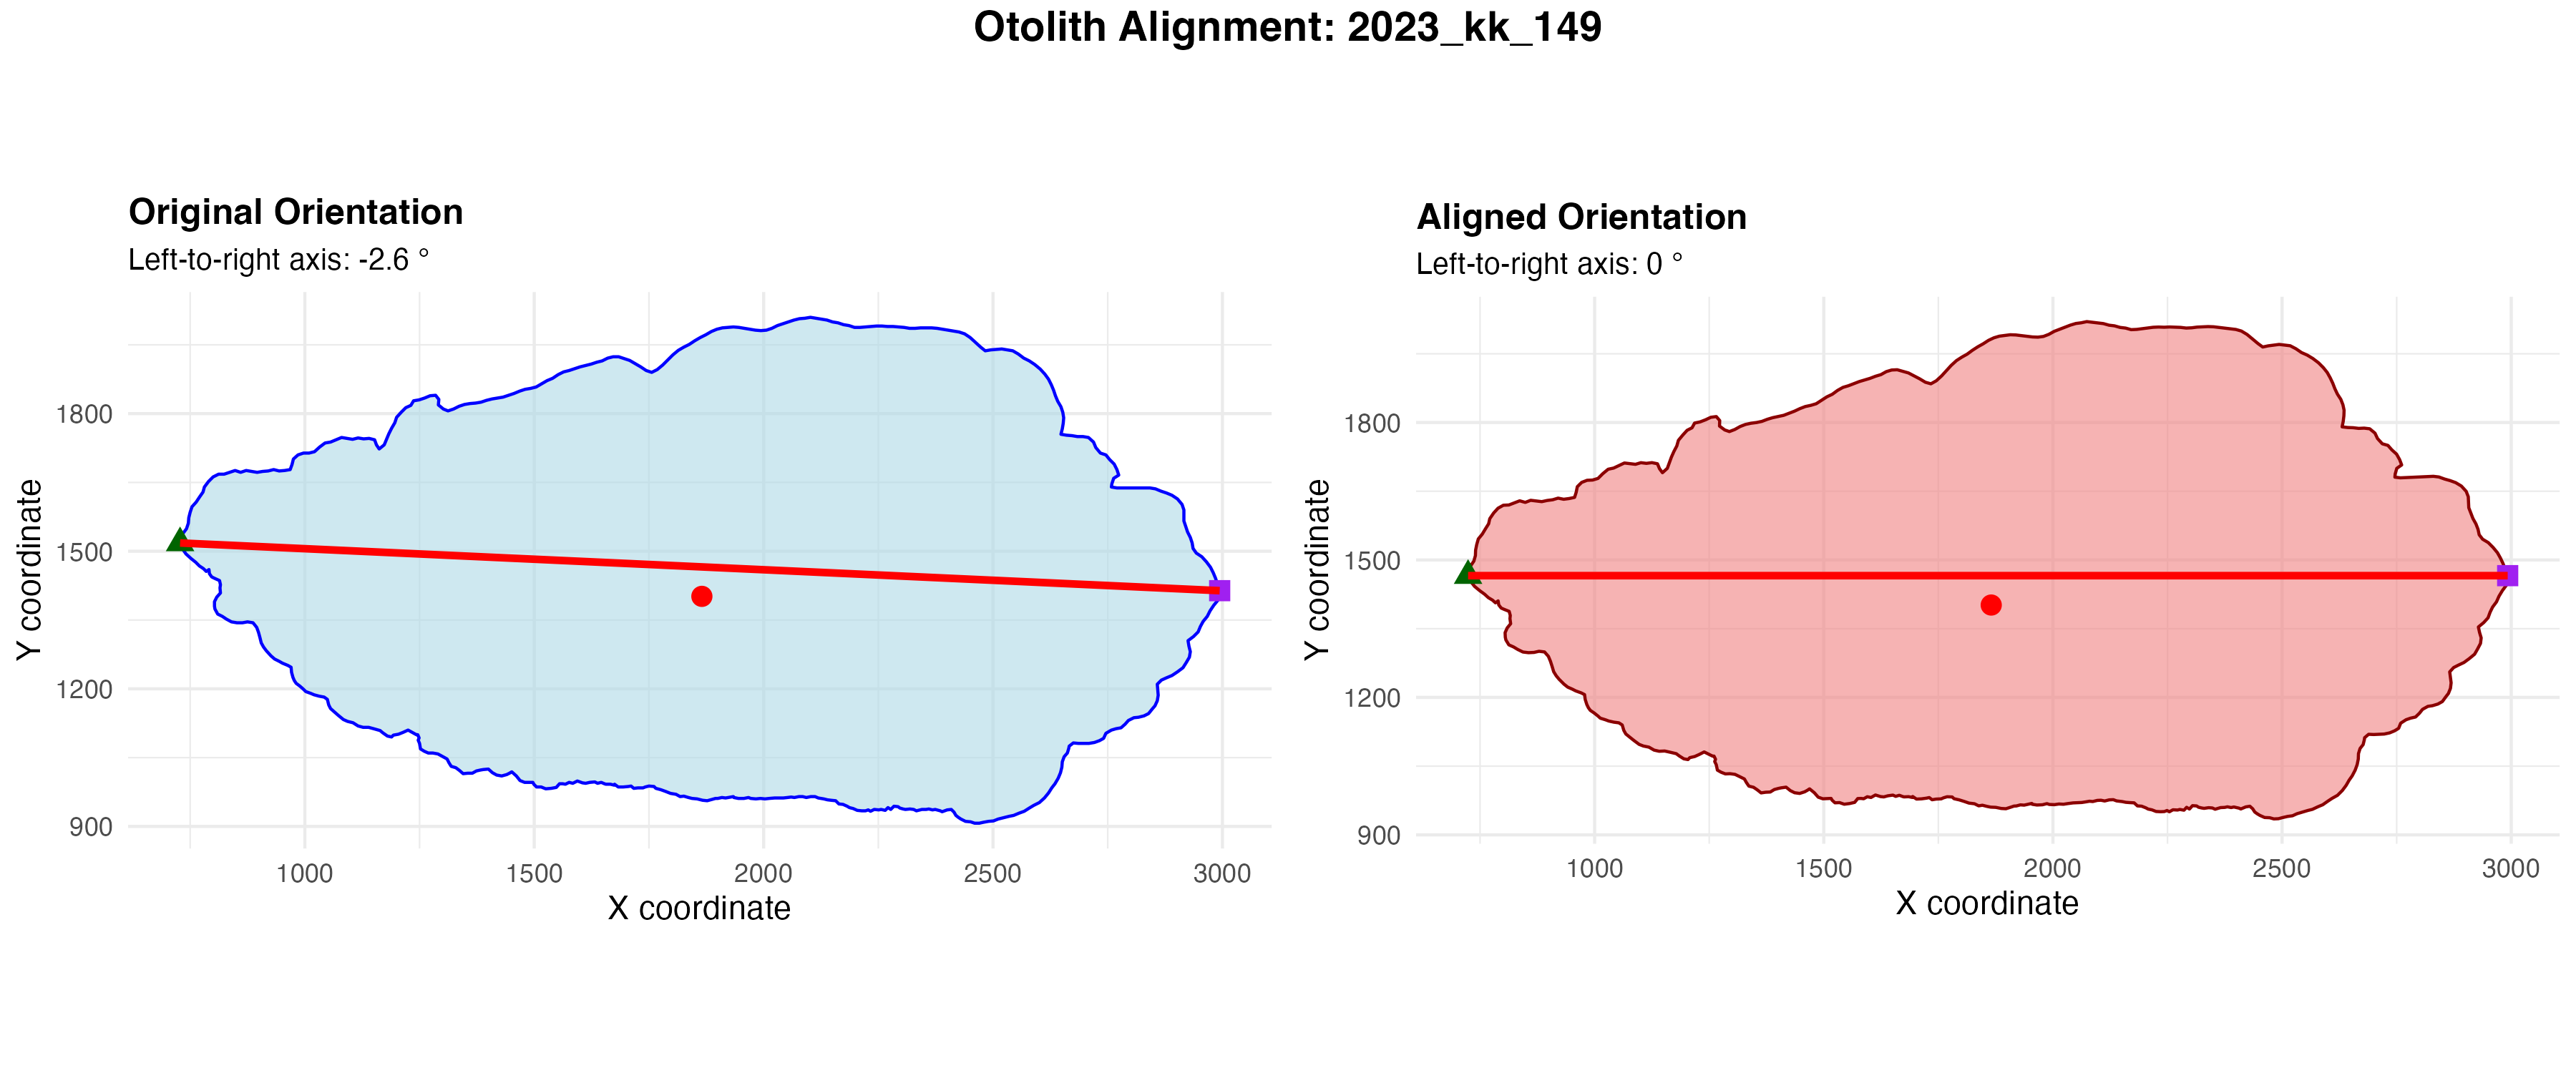 Otolith Alignment: 2023_kk_149
Original Orientation
Left-to-right axis: -2.6 °
Y coordinate
1800
1500
1200
900
1000 1500 2000 2500 3000
X coordinate
Aligned Orientation
Left-to-right axis: 0 °
Y coordinate
1800
1500
1200
900
1000 1500 2000 2500 3000
X coordinate